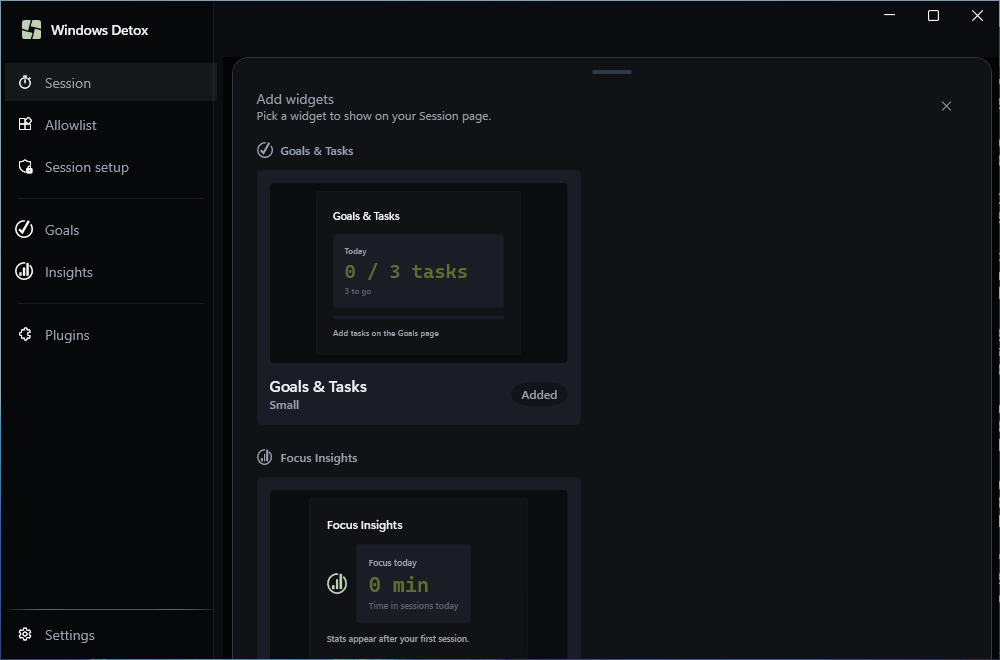 Windows Detox
Session
Allowlist
Session setup
Goals
Insights
Plugins
Settings
Add widgets
Pick a widget to show on your Session page.
Goals & Tasks
Goals & Tasks
Today
0 / 3 tasks
3 to go
Add tasks on the Goals page
Goals & Tasks
Small
Added
Focus Insights
Focus Insights
Focus today
0 min
Time in sessions today
Stats appear after your first session.